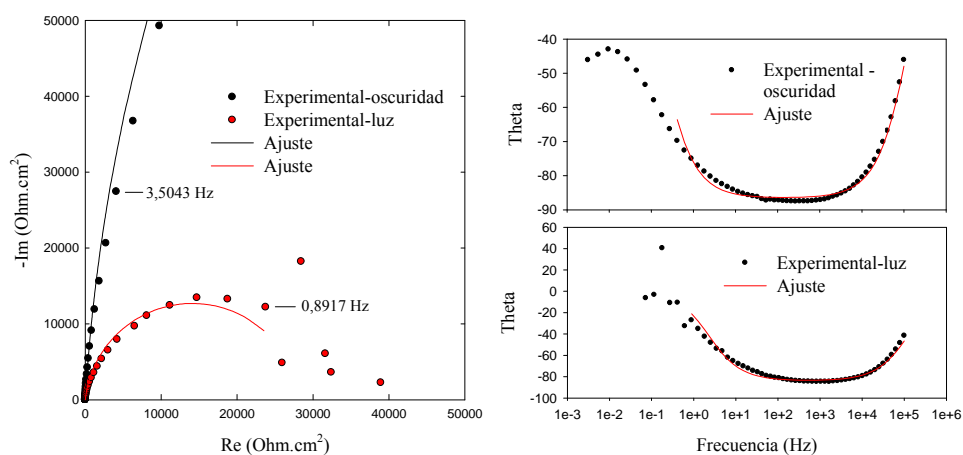 50000
40000
30000
20000
10000
0
-Im (Ohm.cm²)
Experimental-oscuridad
Experimental-luz
Ajuste
Ajuste
3,5043 Hz
0,8917 Hz
0 10000 20000 30000 40000 50000
Re (Ohm.cm²)
-40
-50
-60
-70
-80
-90
Theta
Experimental -
oscuridad
Ajuste
60
40
20
0
-20
-40
-60
-80
-100
Theta
Experimental-luz
Ajuste
1e-3 1e-2 1e-1 1e+0 1e+1 1e+2 1e+3 1e+4 1e+5 1e+6
Frecuencia (Hz)